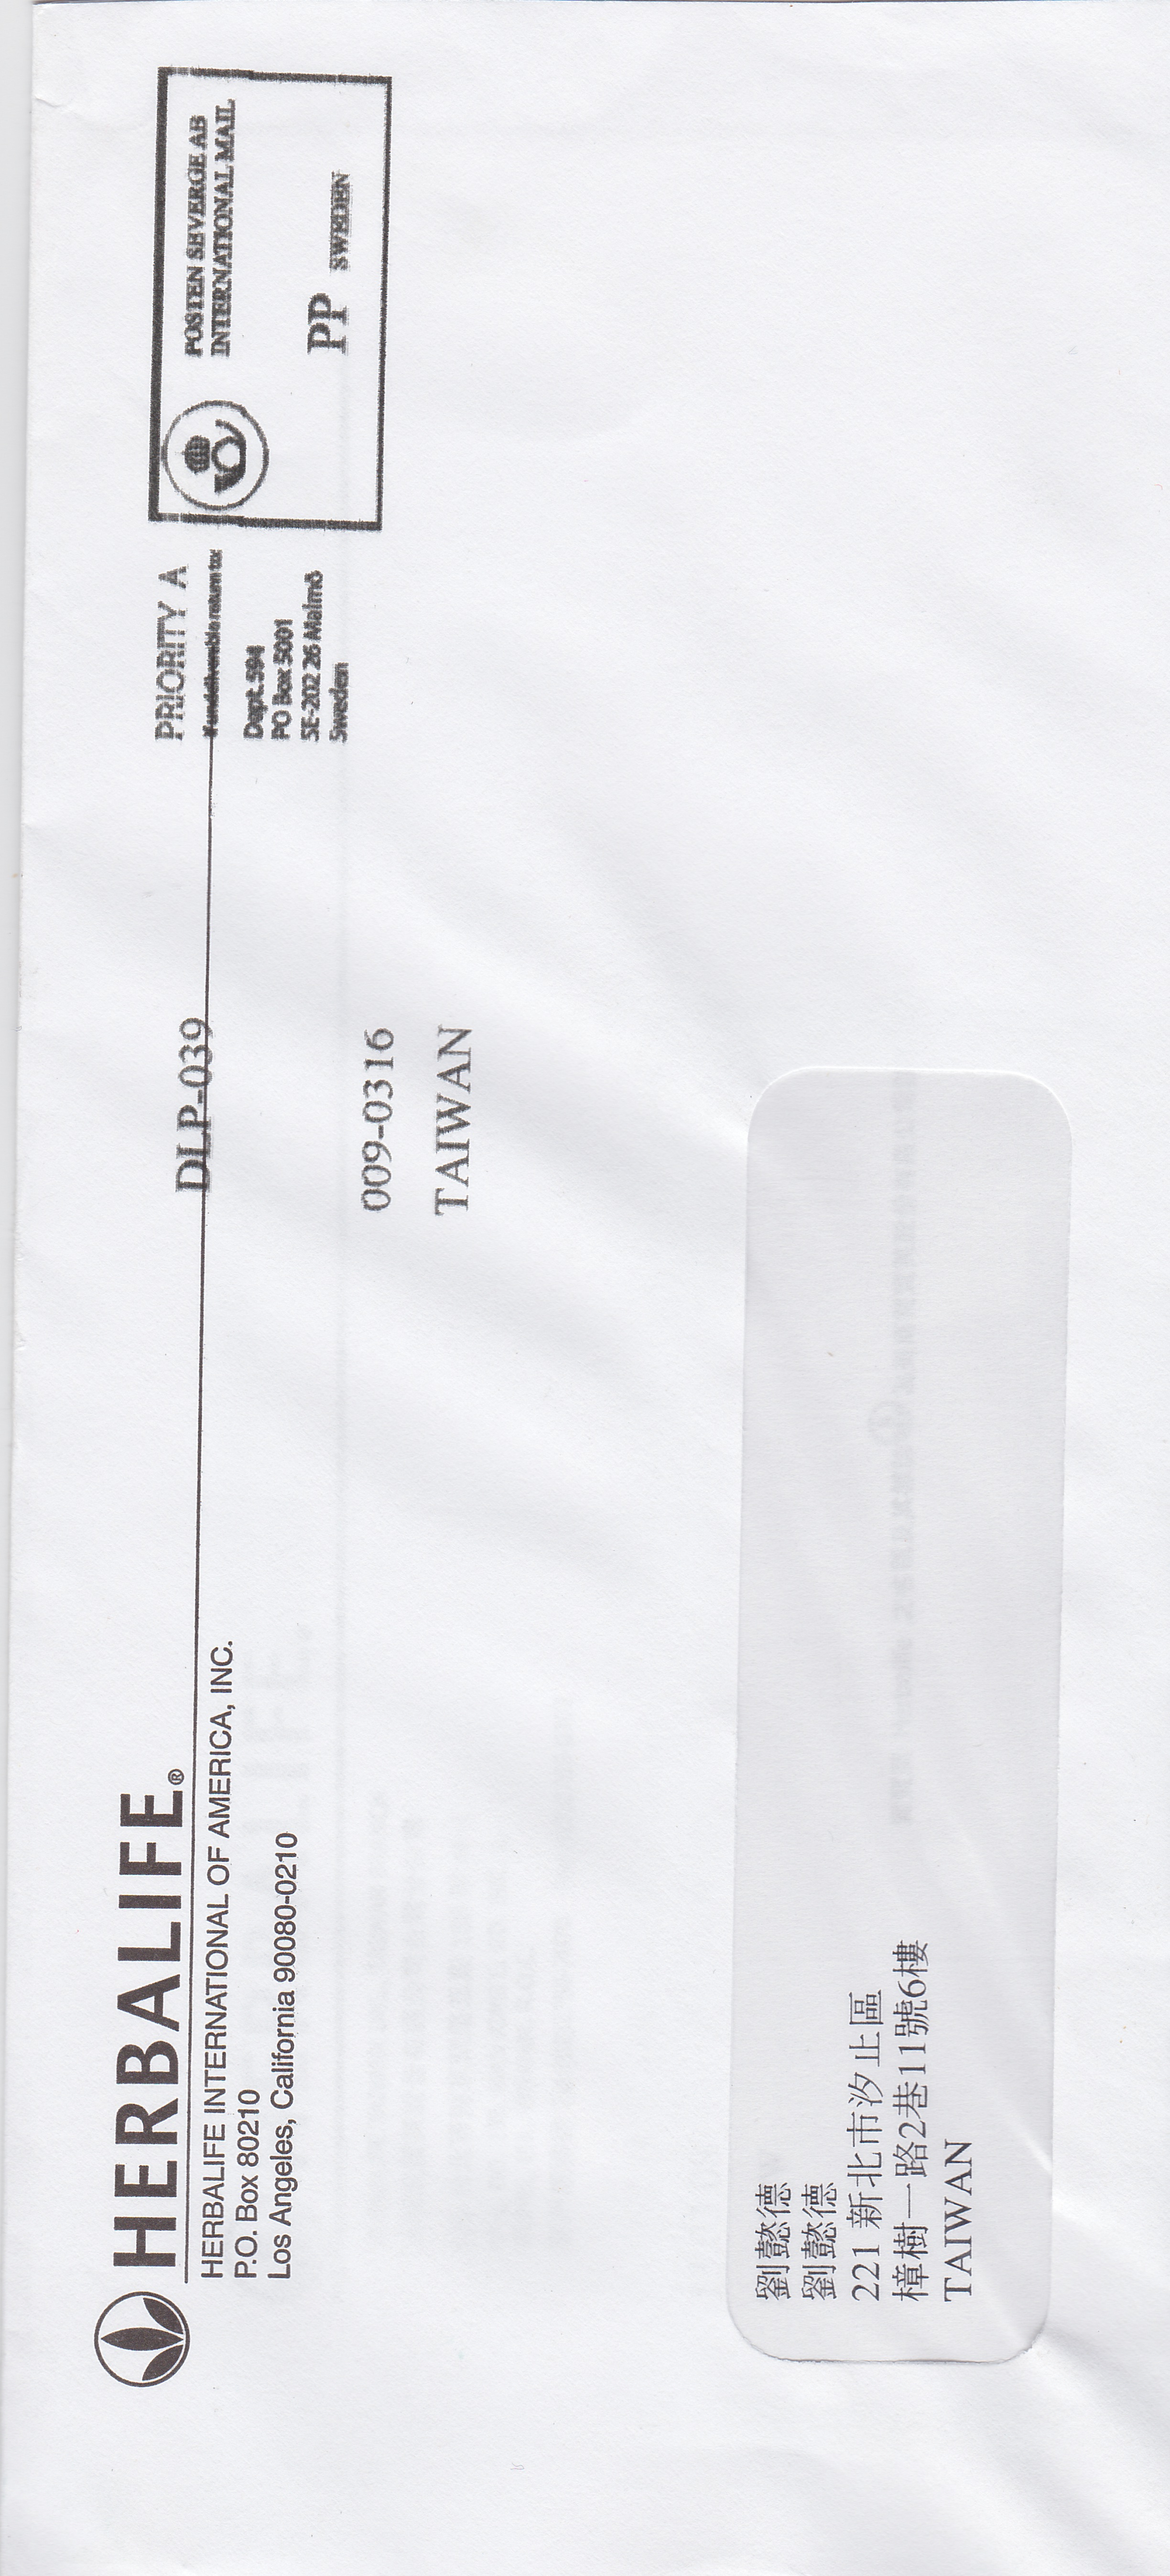 HERBALIFE®
HERBALIFE INTERNATIONAL OF AMERICA, INC.
P.O. Box 80210
Los Angeles, California 90080-0210
DLP-039
009-0316
TAIWAN
PRIORITY A
If undeliverable return to:
Dept. 594
PO Box 5001
SE-202 26 Malmö
Sweden
POSTEN SEVERGE AB
INTERNATIONAL MAIL
PP SWEDEN
劉懿德
劉懿德
221 新北市汐止區
樟樹一路2巷11號6樓
TAIWAN